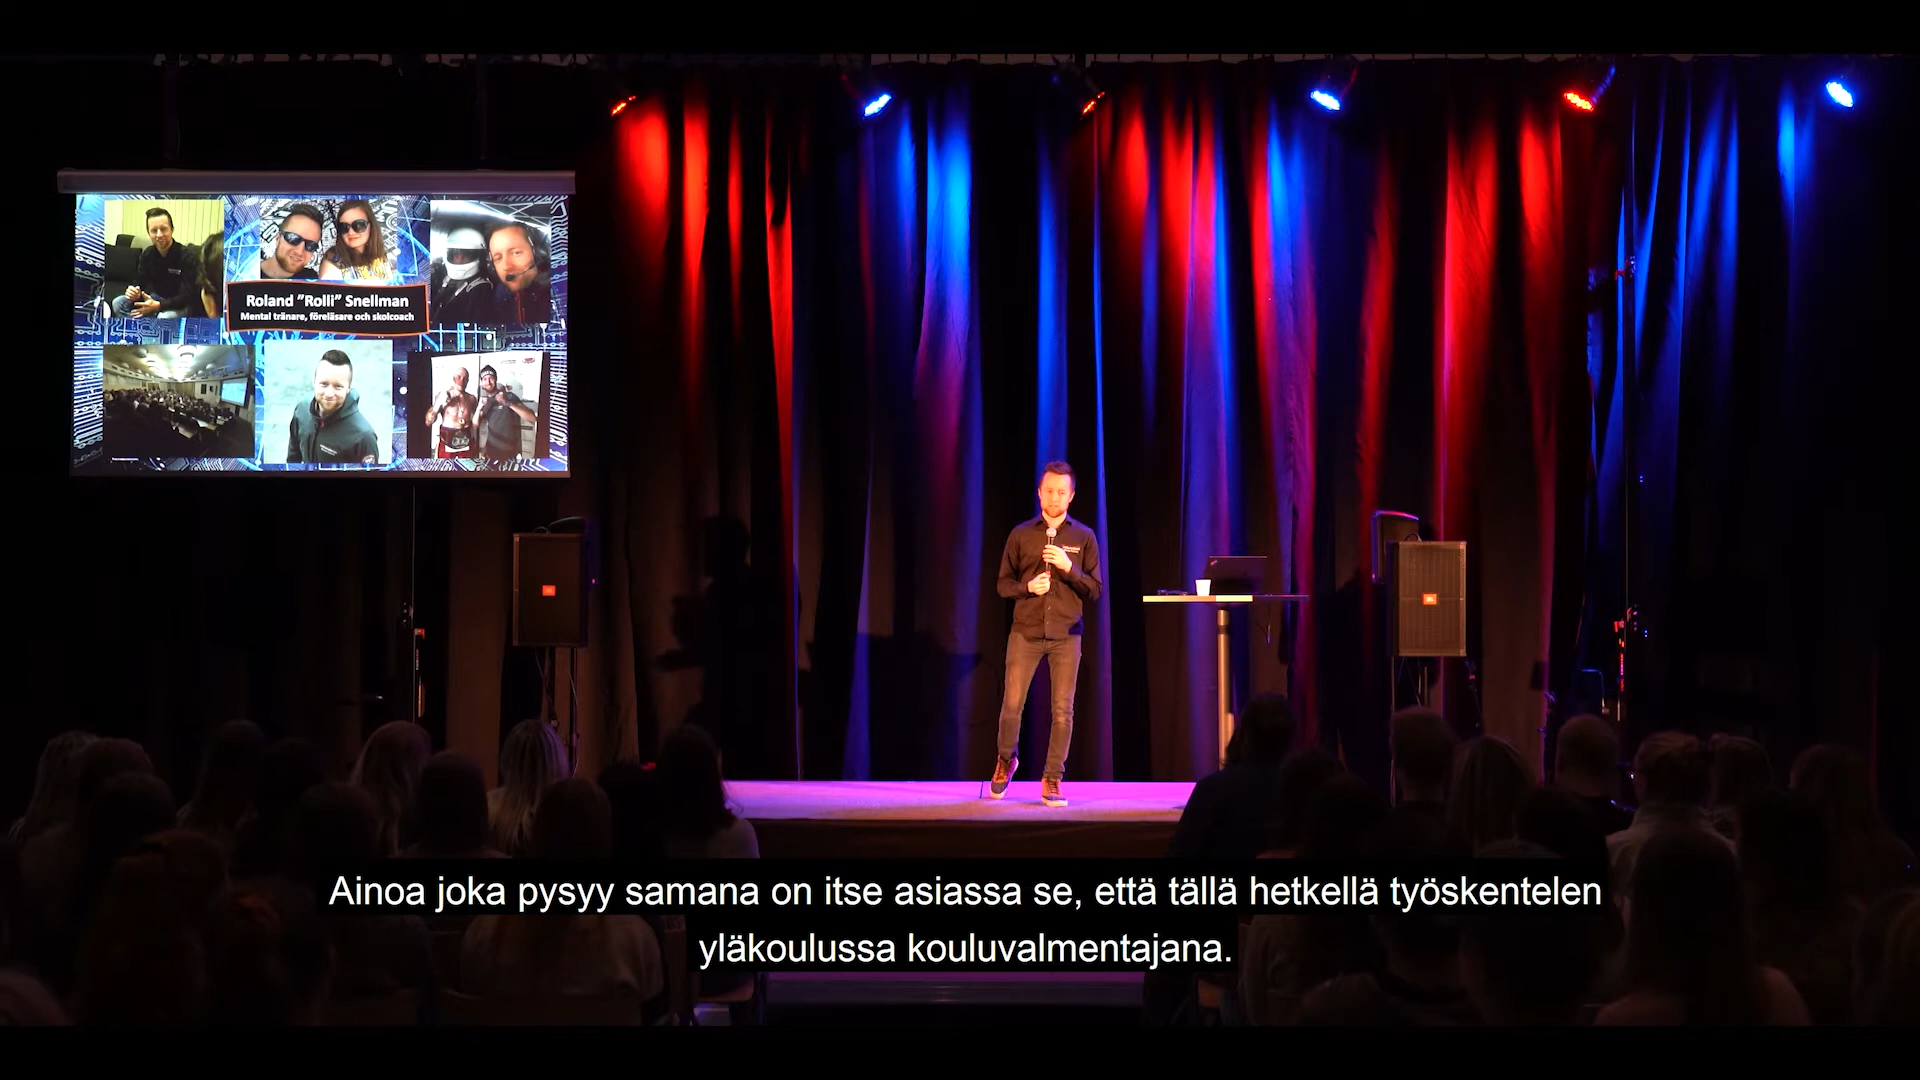 Roland "Rolli" Snellman
Mental tränare, föreläsare och skolcoach
Ainoa joka pysyy samana on itse asiassa se, että tällä hetkellä työskentelen
yläkoulussa kouluvalmentajana.